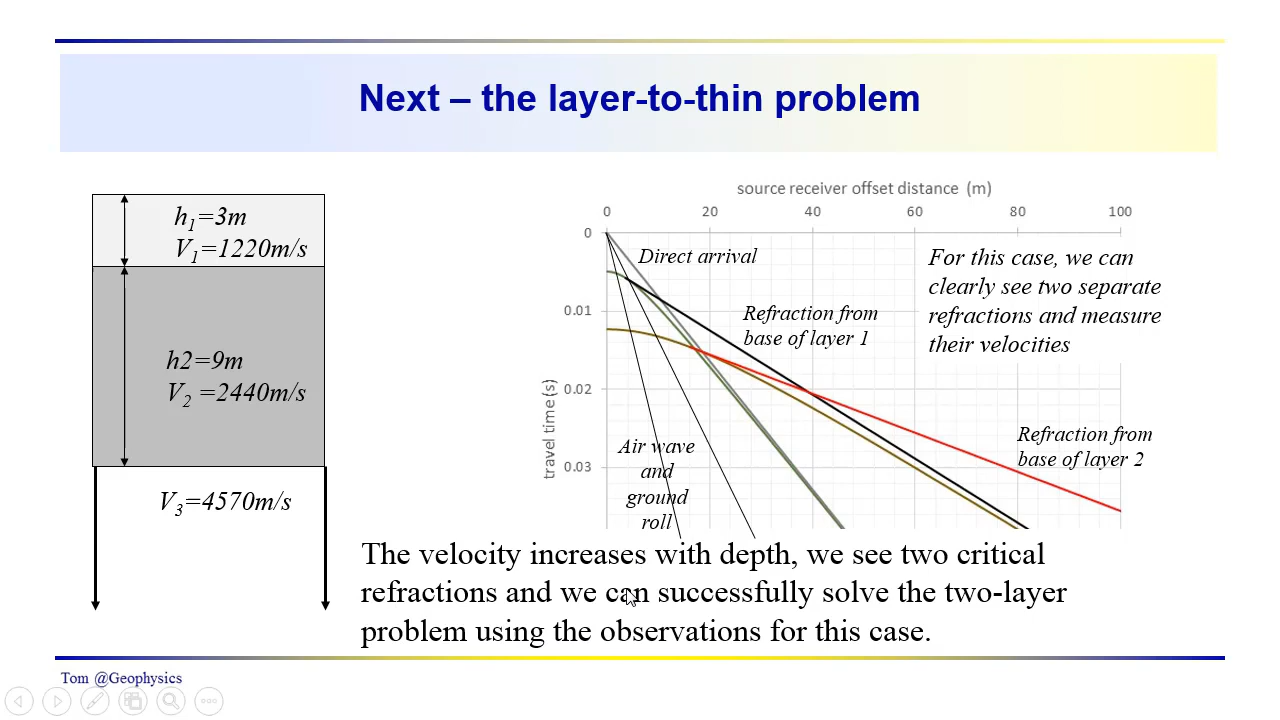 Next – the layer-to-thin problem
h1=3m
V1=1220m/s
h2=9m
V2 =2440m/s
V3=4570m/s
source receiver offset distance (m)
0 20 40 60 80 100
0
0.01
0.02
0.03
travel time (s)
Direct arrival
Refraction from
base of layer 1
For this case, we can
clearly see two separate
refractions and measure
their velocities
Air wave
and
ground
roll
Refraction from
base of layer 2
The velocity increases with depth, we see two critical
refractions and we can successfully solve the two-layer
problem using the observations for this case.
Tom @Geophysics